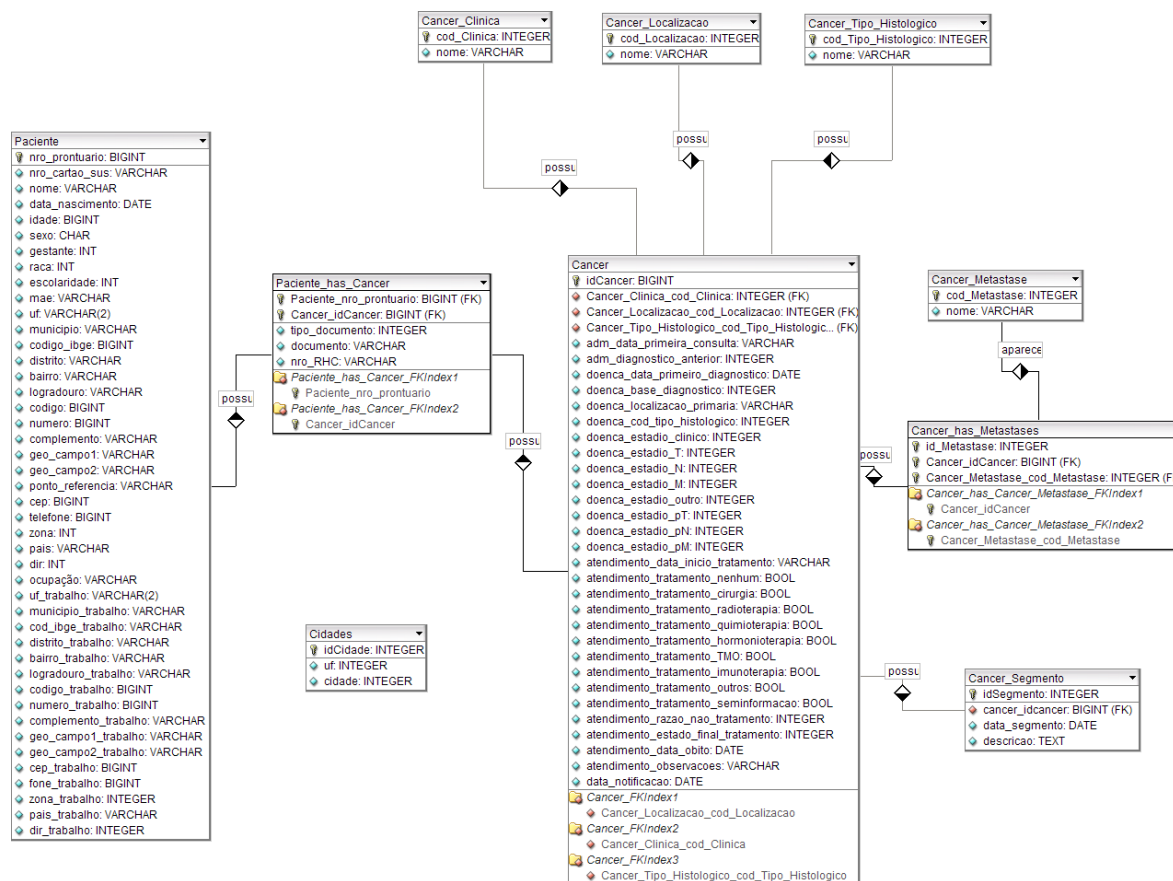 Cancer_Clinica
cod_Clinica: INTEGER
nome: VARCHAR
Cancer_Localizacao
cod_Localizacao: INTEGER
nome: VARCHAR
Cancer_Tipo_Histologico
cod_Tipo_Histologico: INTEGER
nome: VARCHAR
possu
possu
possu
Paciente
nro_prontuario: BIGINT
nro_cartao_sus: VARCHAR
nome: VARCHAR
data_nascimento: DATE
idade: BIGINT
sexo: CHAR
gestante: INT
raca: INT
escolaridade: INT
mae: VARCHAR
uf: VARCHAR(2)
municipio: VARCHAR
codigo_ibge: BIGINT
distrito: VARCHAR
bairro: VARCHAR
logradouro: VARCHAR
codigo: BIGINT
numero: BIGINT
complemento: VARCHAR
geo_campo1: VARCHAR
geo_campo2: VARCHAR
ponto_referencia: VARCHAR
cep: BIGINT
telefone: BIGINT
zona: INT
pais: VARCHAR
dir: INT
ocupação: VARCHAR
uf_trabalho: VARCHAR(2)
municipio_trabalho: VARCHAR
cod_ibge_trabalho: VARCHAR
distrito_trabalho: VARCHAR
bairro_trabalho: VARCHAR
logradouro_trabalho: VARCHAR
codigo_trabalho: BIGINT
numero_trabalho: BIGINT
complemento_trabalho: VARCHAR
geo_campo1_trabalho: VARCHAR
geo_campo2_trabalho: VARCHAR
cep_trabalho: BIGINT
fone_trabalho: BIGINT
zona_trabalho: INTEGER
pais_trabalho: VARCHAR
dir_trabalho: INTEGER
possu
Paciente_has_Cancer
Paciente_nro_prontuario: BIGINT (FK)
Cancer_idCancer: BIGINT (FK)
tipo_documento: INTEGER
documento: VARCHAR
nro_RHC: VARCHAR
Paciente_has_Cancer_FKIndex1
Paciente_nro_prontuario
Paciente_has_Cancer_FKIndex2
Cancer_idCancer
possu
Cidades
idCidade: INTEGER
uf: INTEGER
cidade: INTEGER
Cancer
idCancer: BIGINT
Cancer_Clinica_cod_Clinica: INTEGER (FK)
Cancer_Localizacao_cod_Localizacao: INTEGER (FK)
Cancer_Tipo_Histologico_cod_Tipo_Histologic... (FK)
adm_data_primeira_consulta: VARCHAR
adm_diagnostico_anterior: INTEGER
doenca_data_primeiro_diagnostico: DATE
doenca_base_diagnostico: INTEGER
doenca_localizacao_primaria: VARCHAR
doenca_cod_tipo_histologico: INTEGER
doenca_estadio_clinico: INTEGER
doenca_estadio_T: INTEGER
doenca_estadio_N: INTEGER
doenca_estadio_M: INTEGER
doenca_estadio_outro: INTEGER
doenca_estadio_pT: INTEGER
doenca_estadio_pN: INTEGER
doenca_estadio_pM: INTEGER
atendimento_data_inicio_tratamento: VARCHAR
atendimento_tratamento_nenhum: BOOL
atendimento_tratamento_cirurgia: BOOL
atendimento_tratamento_radioterapia: BOOL
atendimento_tratamento_quimioterapia: BOOL
atendimento_tratamento_hormonioterapia: BOOL
atendimento_tratamento_TMO: BOOL
atendimento_tratamento_imunoterapia: BOOL
atendimento_tratamento_outros: BOOL
atendimento_tratamento_seminformacao: BOOL
atendimento_razao_nao_tratamento: INTEGER
atendimento_estado_final_tratamento: INTEGER
atendimento_data_obito: DATE
atendimento_observacoes: VARCHAR
data_notificacao: DATE
Cancer_FKIndex1
Cancer_Localizacao_cod_Localizacao
Cancer_FKIndex2
Cancer_Clinica_cod_Clinica
Cancer_FKIndex3
Cancer_Tipo_Histologico_cod_Tipo_Histologico
Cancer_Metastase
cod_Metastase: INTEGER
nome: VARCHAR
aparece
Cancer_has_Metastases
id_Metastase: INTEGER
Cancer_idCancer: BIGINT (FK)
Cancer_Metastase_cod_Metastase: INTEGER (F
Cancer_has_Cancer_Metastase_FKIndex1
Cancer_idCancer
Cancer_has_Cancer_Metastase_FKIndex2
Cancer_Metastase_cod_Metastase
possu
possu
Cancer_Segmento
idSegmento: INTEGER
cancer_idcancer: BIGINT (FK)
data_segmento: DATE
descricao: TEXT